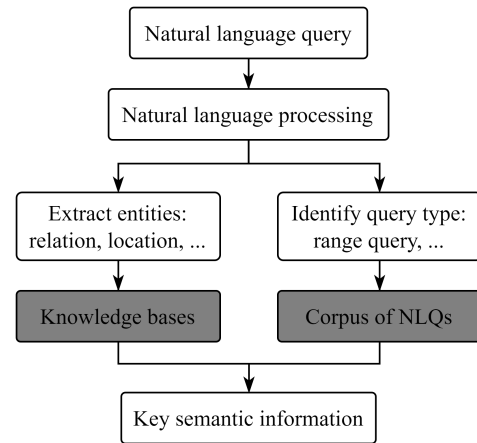 Natural language query
Natural language processing
Extract entities:
relation, location, ...
Identify query type:
range query, ...
Knowledge bases
Corpus of NLQs
Key semantic information